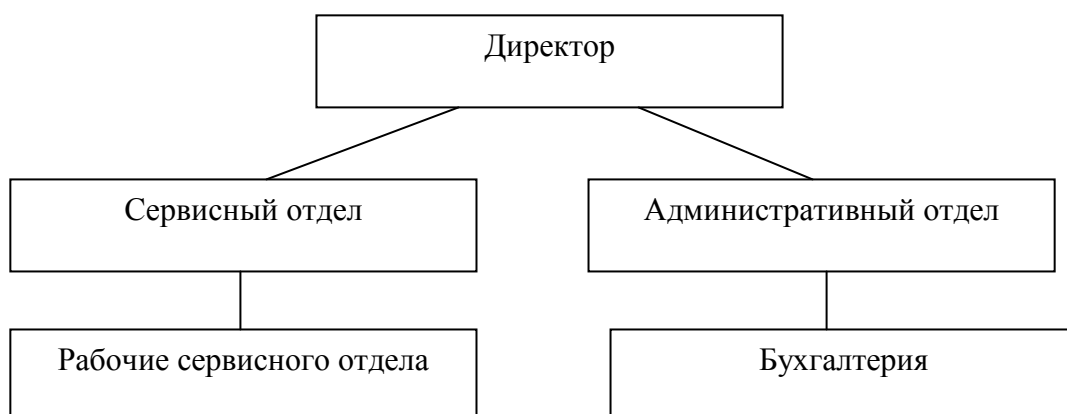 Директор
Сервисный отдел
Административный отдел
Рабочие сервисного отдела
Бухгалтерия